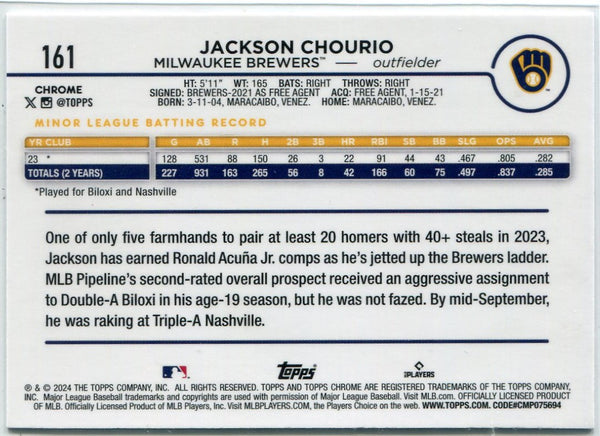 161
JACKSON CHOURIO
MILWAUKEE BREWERS™ — outfielder
CHROME
X @TOPPS
HT: 5'11" WT: 165 BATS: RIGHT THROWS: RIGHT
SIGNED: BREWERS-2021 AS FREE AGENT ACQ: FREE AGENT, 1-15-21
BORN: 3-11-04, MARACAIBO, VENEZ. HOME: MARACAIBO, VENEZ.
MINOR LEAGUE BATTING RECORD
YR CLUB G AB R H 2B 3B HR RBI SB BB SLG OPS AVG
23 * 128 531 88 150 26 3 22 91 44 43 .467 .805 .282
TOTALS (2 YEARS) 227 931 163 265 56 8 42 166 60 75 .497 .837 .285
*Played for Biloxi and Nashville
One of only five farmhands to pair at least 20 homers with 40+ steals in 2023,
Jackson has earned Ronald Acuña Jr. comps as he's jetted up the Brewers ladder.
MLB Pipeline's second-rated overall prospect received an aggressive assignment
to Double-A Biloxi in his age-19 season, but he was not fazed. By mid-September,
he was raking at Triple-A Nashville.
Topps
MLB PLAYERS
® & © 2024 THE TOPPS COMPANY, INC. ALL RIGHTS RESERVED. TOPPS AND TOPPS CHROME ARE REGISTERED TRADEMARKS OF THE TOPPS COMPANY,
INC. Major League Baseball trademarks and copyrights are used with permission of Major League Baseball. Visit MLB.com. OFFICIALLY LICENSED PRODUCT
OF MLB. Officially Licensed Product of MLB Players, Inc. Visit MLBPLAYERS.com, the Players Choice on the web. WWW.TOPPS.COM. CODE#CMP075694